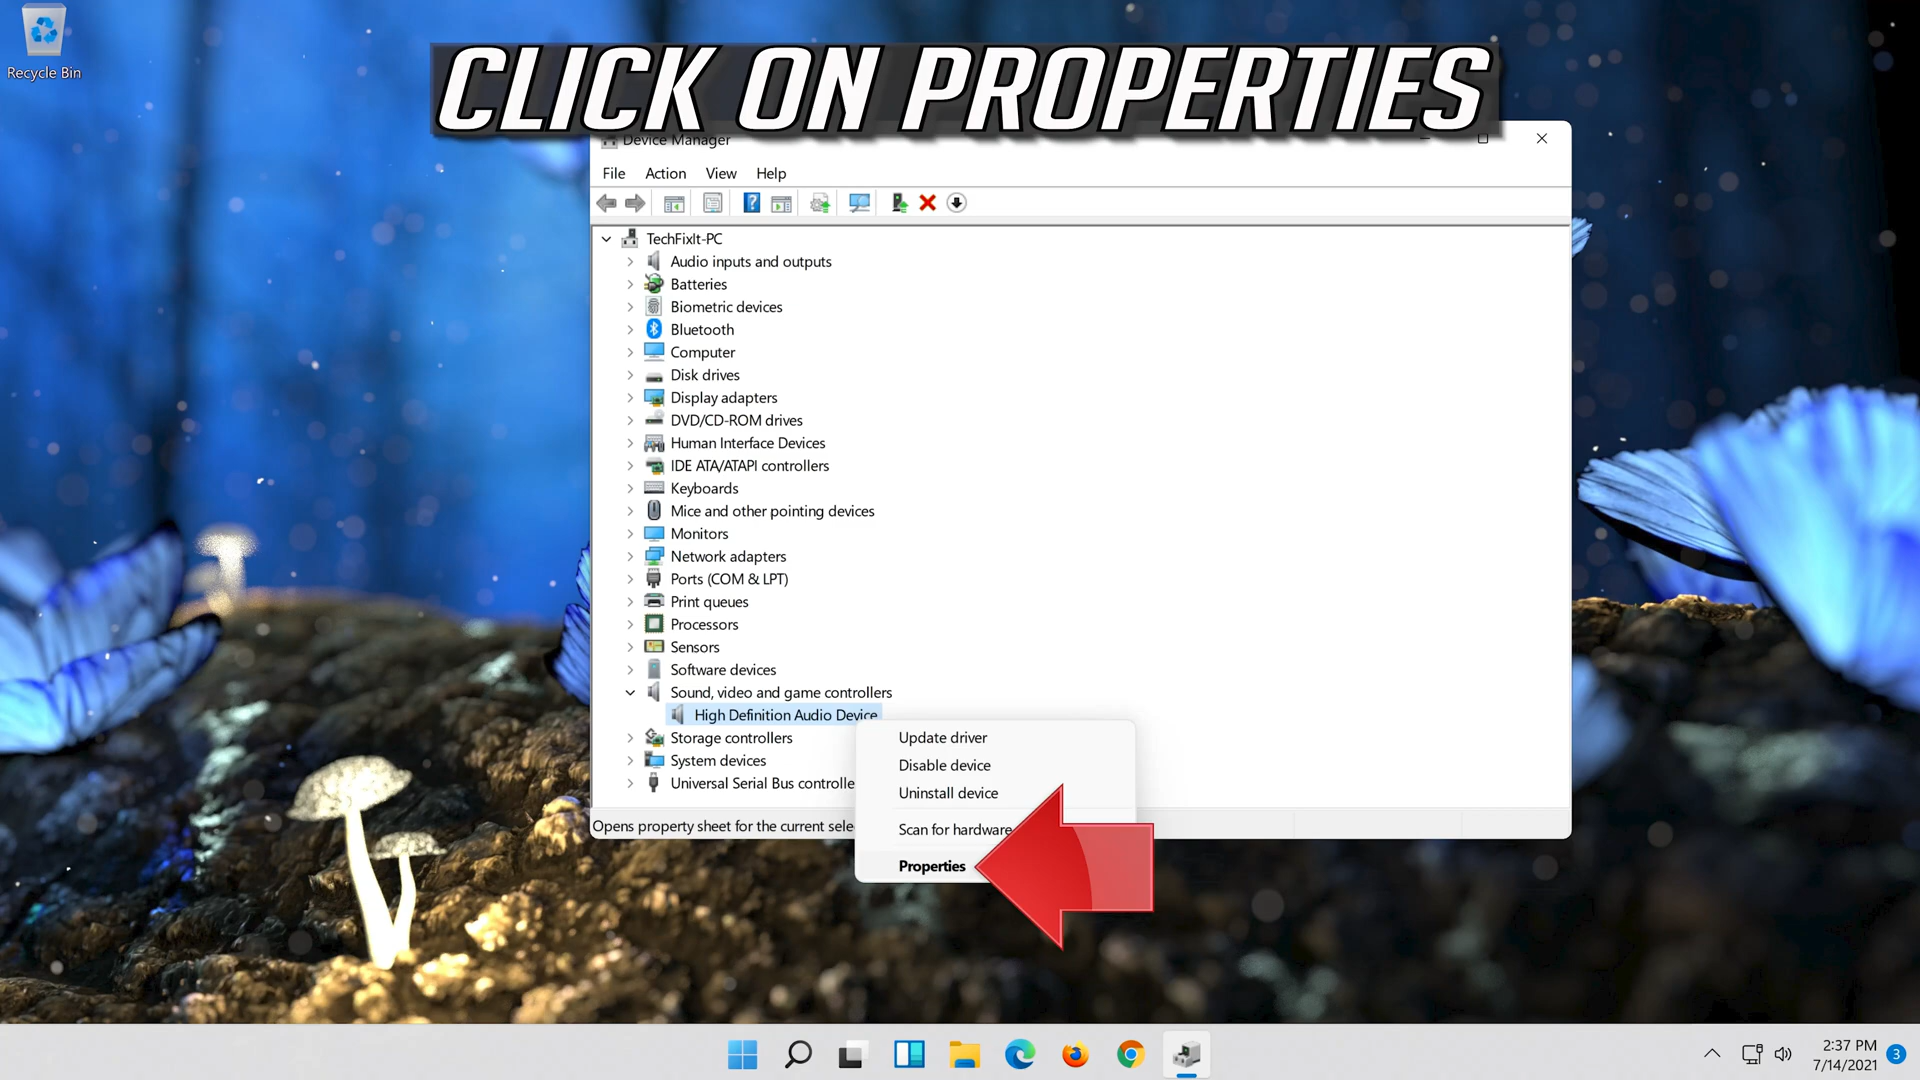 Recycle Bin
CLICK ON PROPERTIES
Device Manager
File Action View Help
TechFixIt-PC
Audio inputs and outputs
Batteries
Biometric devices
Bluetooth
Computer
Disk drives
Display adapters
DVD/CD-ROM drives
Human Interface Devices
IDE ATA/ATAPI controllers
Keyboards
Mice and other pointing devices
Monitors
Network adapters
Ports (COM & LPT)
Print queues
Processors
Sensors
Software devices
Sound, video and game controllers
High Definition Audio Device
Storage controllers
System devices
Universal Serial Bus controlle
Update driver
Disable device
Uninstall device
Scan for hardware
Properties
Opens property sheet for the current sele
2:37 PM
7/14/2021
3